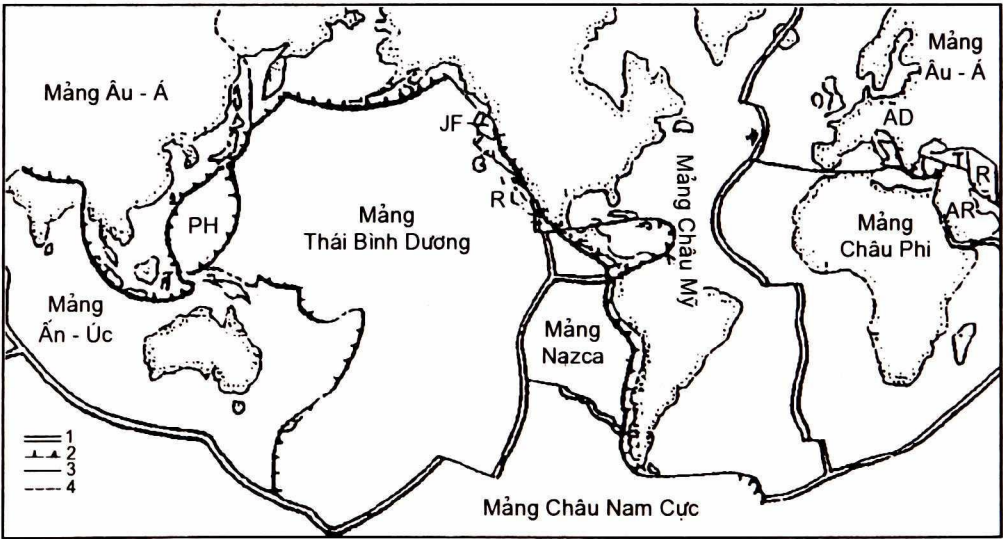 Mảng Âu - Á
Mảng
Âu - Á
JF
AD
T
R
Mảng Châu Mỹ
R
PH
Mảng
Thái Bình Dương
AR
Mảng
Châu Phi
Mảng
Ấn - Úc
Mảng
Nazca
1
2
3
4
Mảng Châu Nam Cực